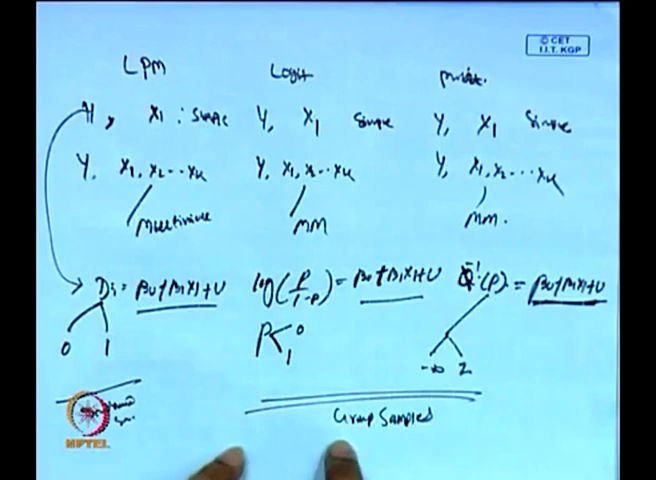 © CET
I.I.T. KGP
LPM Logit Probit
Y, X1 : Simple Y, X1 Simple Y, X1 Simple
Y, X1, X2 ... Xk Y, X1, X2 ... Xk Y, X1, X2 ... Xk
MM MM.
Di = β0+β1X1+U log(P/1-P) = β0+β1X1+U Φ⁻¹(P) = β0+β1X1+U
0 1 P 0 1 -∞ Z
Group Sampled
NPTEL